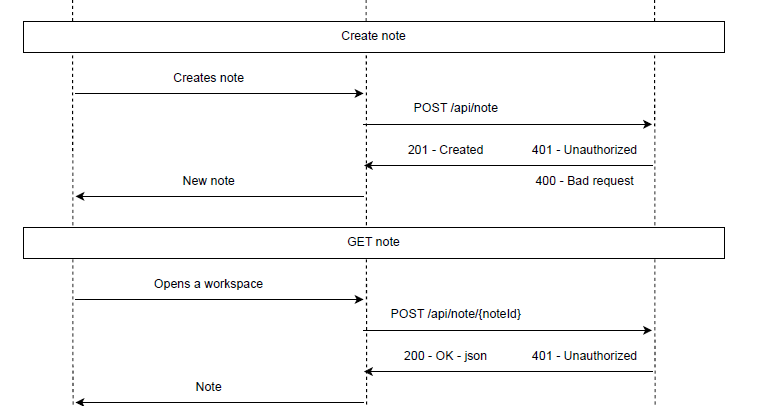 Create note
Creates note
POST /api/note
201 - Created
401 - Unauthorized
New note
400 - Bad request
GET note
Opens a workspace
POST /api/note/{noteId}
200 - OK - json
401 - Unauthorized
Note